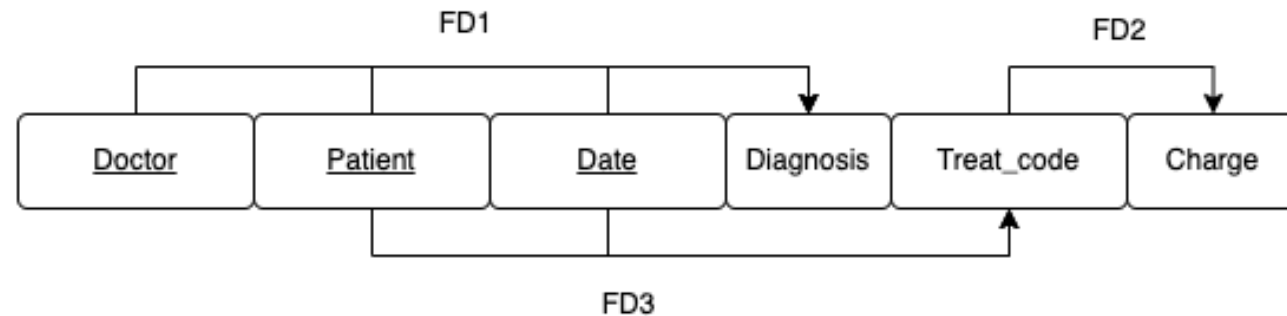 FD1
FD2
Doctor Patient Date Diagnosis Treat_code Charge
FD3